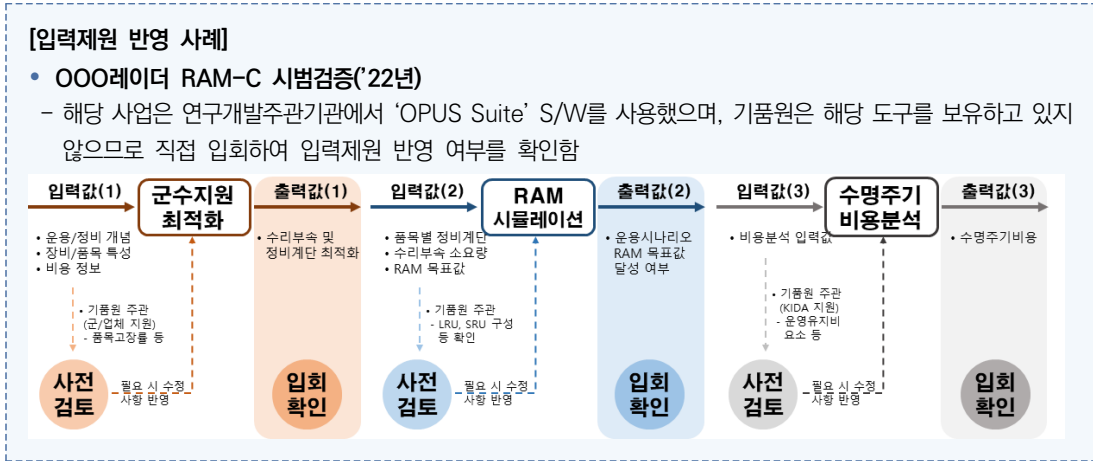 [입력제원 반영 사례]
• OOO레이더 RAM-C 시범검증('22년)
- 해당 사업은 연구개발주관기관에서 'OPUS Suite' S/W를 사용했으며, 기품원은 해당 도구를 보유하고 있지
않으므로 직접 입회하여 입력제원 반영 여부를 확인함
입력값(1)
군수지원
최적화
출력값(1)
• 운용/정비 개념
• 장비/품목 특성
• 비용 정보
• 수리부속 및
정비계단 최적화
• 기품원 주관
(군/업체 지원)
- 품목고장률 등
사전
검토
필요 시 수정
사항 반영
입회
확인
입력값(2)
RAM
시뮬레이션
출력값(2)
• 품목별 정비계단
• 수리부속 소요량
• RAM 목표값
• 운용시나리오
RAM 목표값
달성 여부
• 기품원 주관
- LRU, SRU 구성
등 확인
사전
검토
필요 시 수정
사항 반영
입회
확인
입력값(3)
수명주기
비용분석
출력값(3)
• 비용분석 입력값
• 수명주기비용
• 기품원 주관
(KIDA 지원)
- 운영유지비
요소 등
사전
검토
필요 시 수정
사항 반영
입회
확인